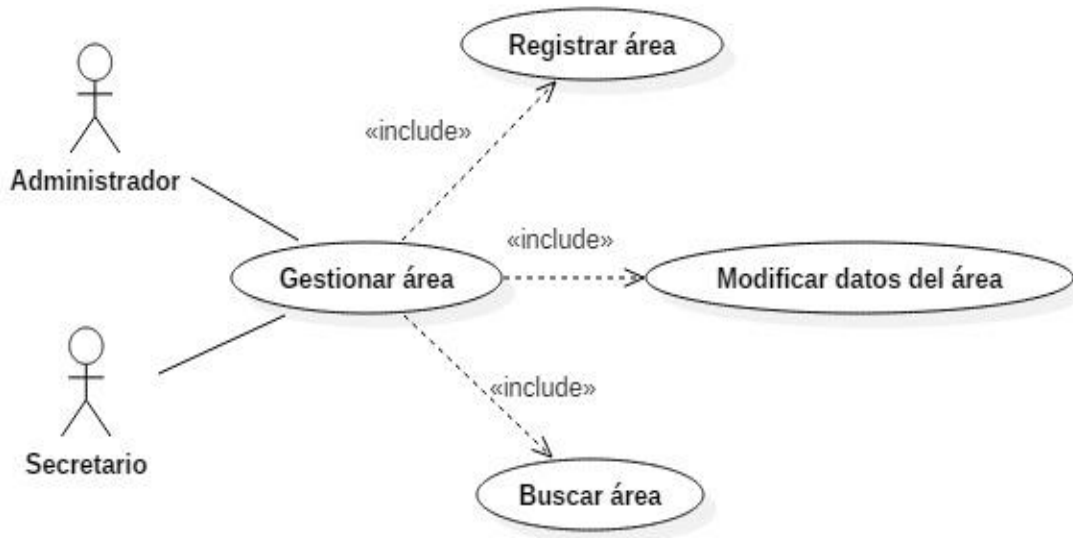 Registrar área
«include»
Administrador
«include»
Gestionar área
Modificar datos del área
«include»
Secretario
Buscar área